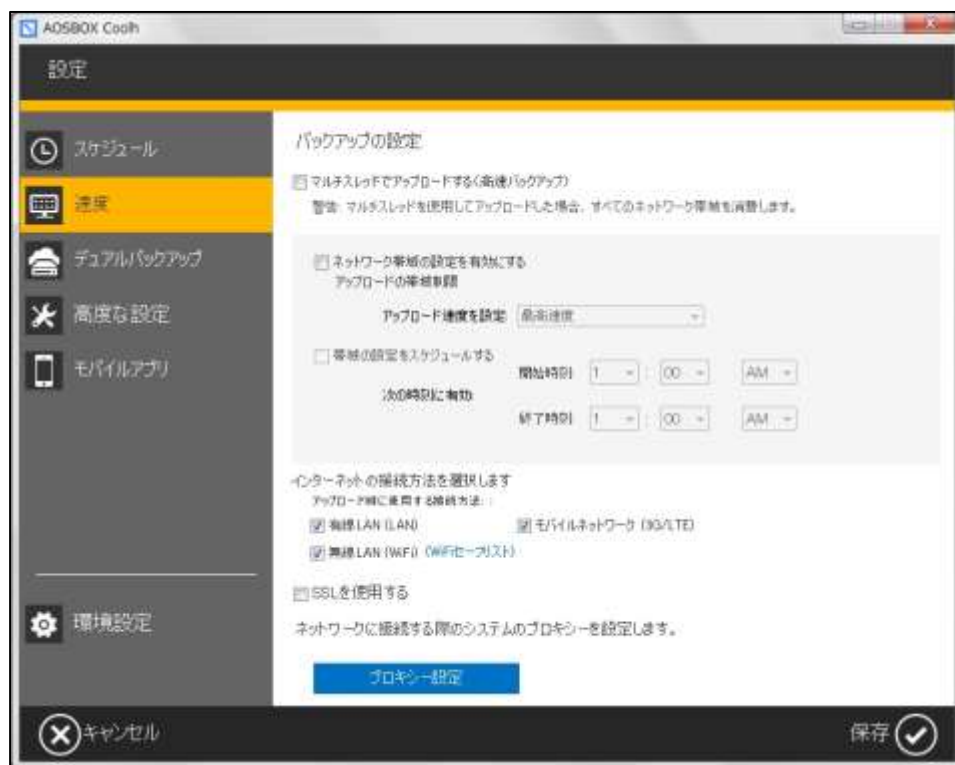 AOSBOX Coolh
設定
スケジュール
速度
デュアルバックアップ
高度な設定
モバイルアプリ
環境設定
バックアップの設定
マルチスレッドでアップロードする(高速バックアップ)
警告: マルチスレッドを使用してアップロードした場合、すべてのネットワーク帯域を消費します。
ネットワーク帯域の設定を有効にする
アップロードの帯域制限
アップロード速度を設定 最高速度
帯域の設定をスケジュールする
開始時刻 1 : 00 AM
次の時刻に有効
終了時刻 1 : 00 AM
インターネットの接続方法を選択します
アップロード時に使用する接続方法:
有線LAN (LAN) モバイルネットワーク (3G/LTE)
無線LAN (WiFi) (WiFiセーフリスト)
SSLを使用する
ネットワークに接続する際のシステムのプロキシーを設定します。
プロキシー設定
キャンセル
保存